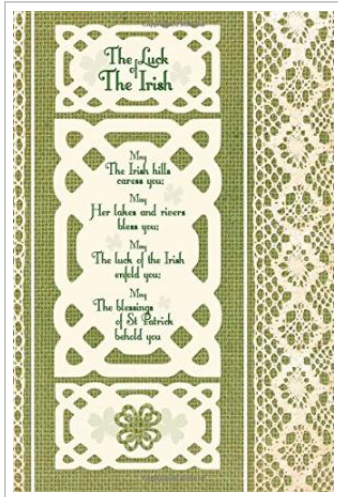 The Luck
of
The Irish
May
The Irish hills
caress you;
May
Her lakes and rivers
bless you;
May
The luck of the Irish
enfold you;
May
The blessings
of St Patrick
behold you